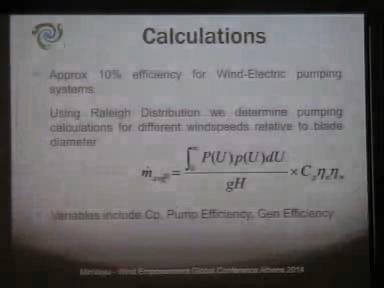 Calculations
Approx 10% efficiency for Wind-Electric pumping
systems.
Using Raleigh Distribution we determine pumping
calculations for different windspeeds relative to blade
diameter
∫ P(U)p(U)dU
ṁ = × C
gH
Variables include Cp, Pump Efficiency, Gen Efficiency
Wind Empowerment Global Conference Athens 2014